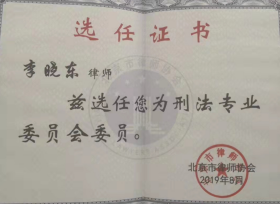 选任证书
李晓东 律师
兹选任您为刑法专业
委员会委员。
北京市律师协会
2019年8月